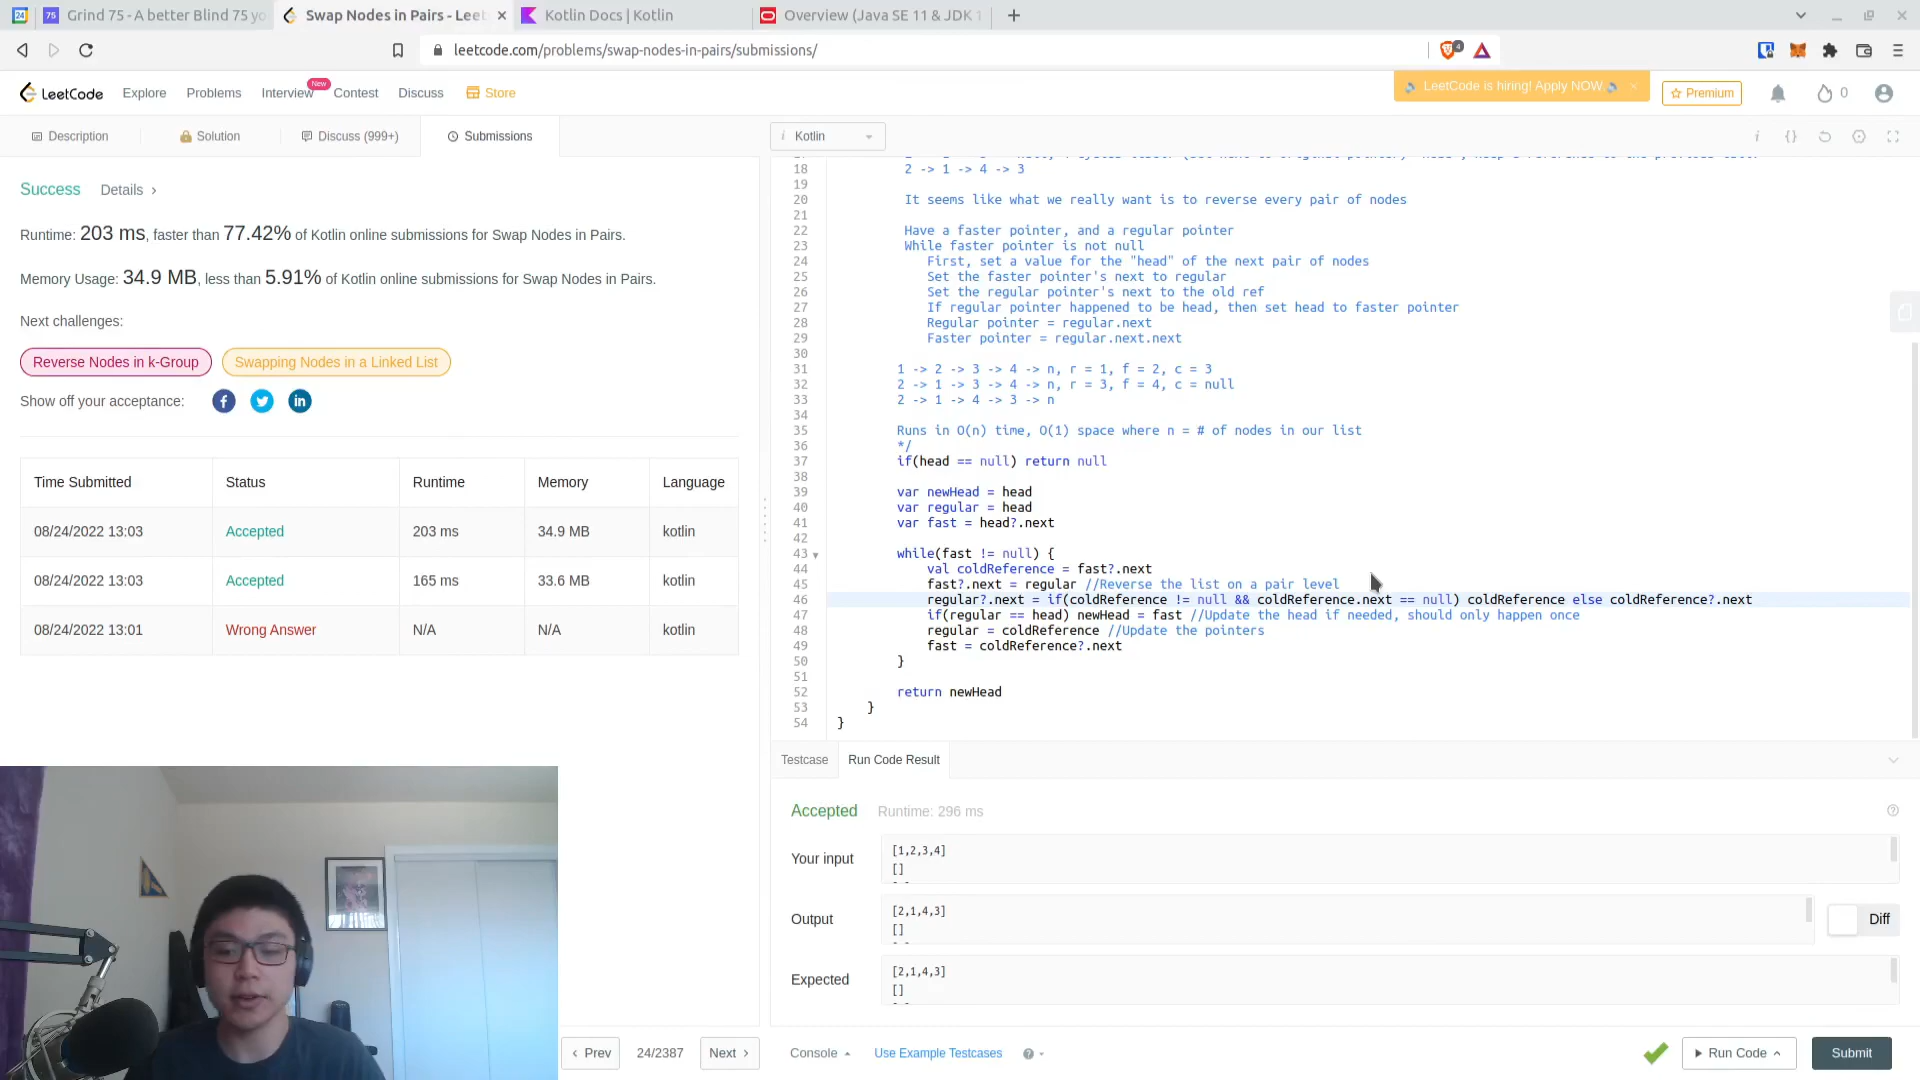 24
75
Grind 75 - A better Blind 75 yo
Swap Nodes in Pairs - Leet
Kotlin Docs | Kotlin
Overview (Java SE 11 & JDK 1
leetcode.com/problems/swap-nodes-in-pairs/submissions/
4
LeetCode
Explore
Problems
Interview
New
Contest
Discuss
Store
LeetCode is hiring! Apply NOW.
Premium
0
Description
Solution
Discuss (999+)
Submissions
i Kotlin
Success Details >
Runtime: 203 ms, faster than 77.42% of Kotlin online submissions for Swap Nodes in Pairs.
Memory Usage: 34.9 MB, less than 5.91% of Kotlin online submissions for Swap Nodes in Pairs.
Next challenges:
Reverse Nodes in k-Group
Swapping Nodes in a Linked List
Show off your acceptance:
Time Submitted Status Runtime Memory Language
08/24/2022 13:03 Accepted 203 ms 34.9 MB kotlin
08/24/2022 13:03 Accepted 165 ms 33.6 MB kotlin
08/24/2022 13:01 Wrong Answer N/A N/A kotlin
‹ Prev 24/2387 Next ›
18 2 -> 1 -> 4 -> 3
19
20 It seems like what we really want is to reverse every pair of nodes
21
22 Have a faster pointer, and a regular pointer
23 While faster pointer is not null
24 First, set a value for the "head" of the next pair of nodes
25 Set the faster pointer's next to regular
26 Set the regular pointer's next to the old ref
27 If regular pointer happened to be head, then set head to faster pointer
28 Regular pointer = regular.next
29 Faster pointer = regular.next.next
30
31 1 -> 2 -> 3 -> 4 -> n, r = 1, f = 2, c = 3
32 2 -> 1 -> 3 -> 4 -> n, r = 3, f = 4, c = null
33 2 -> 1 -> 4 -> 3 -> n
34
35 Runs in O(n) time, O(1) space where n = # of nodes in our list
36 */
37 if(head == null) return null
38
39 var newHead = head
40 var regular = head
41 var fast = head?.next
42
43 while(fast != null) {
44 val coldReference = fast?.next
45 fast?.next = regular //Reverse the list on a pair level
46 regular?.next = if(coldReference != null && coldReference.next == null) coldReference else coldReference?.next
47 if(regular == head) newHead = fast //Update the head if needed, should only happen once
48 regular = coldReference //Update the pointers
49 fast = coldReference?.next
50 }
51
52 return newHead
53 }
54 }
Testcase Run Code Result
Accepted Runtime: 296 ms
Your input
[1,2,3,4]
[]
Output
[2,1,4,3]
[]
Diff
Expected
[2,1,4,3]
[]
Console Use Example Testcases
Run Code
Submit